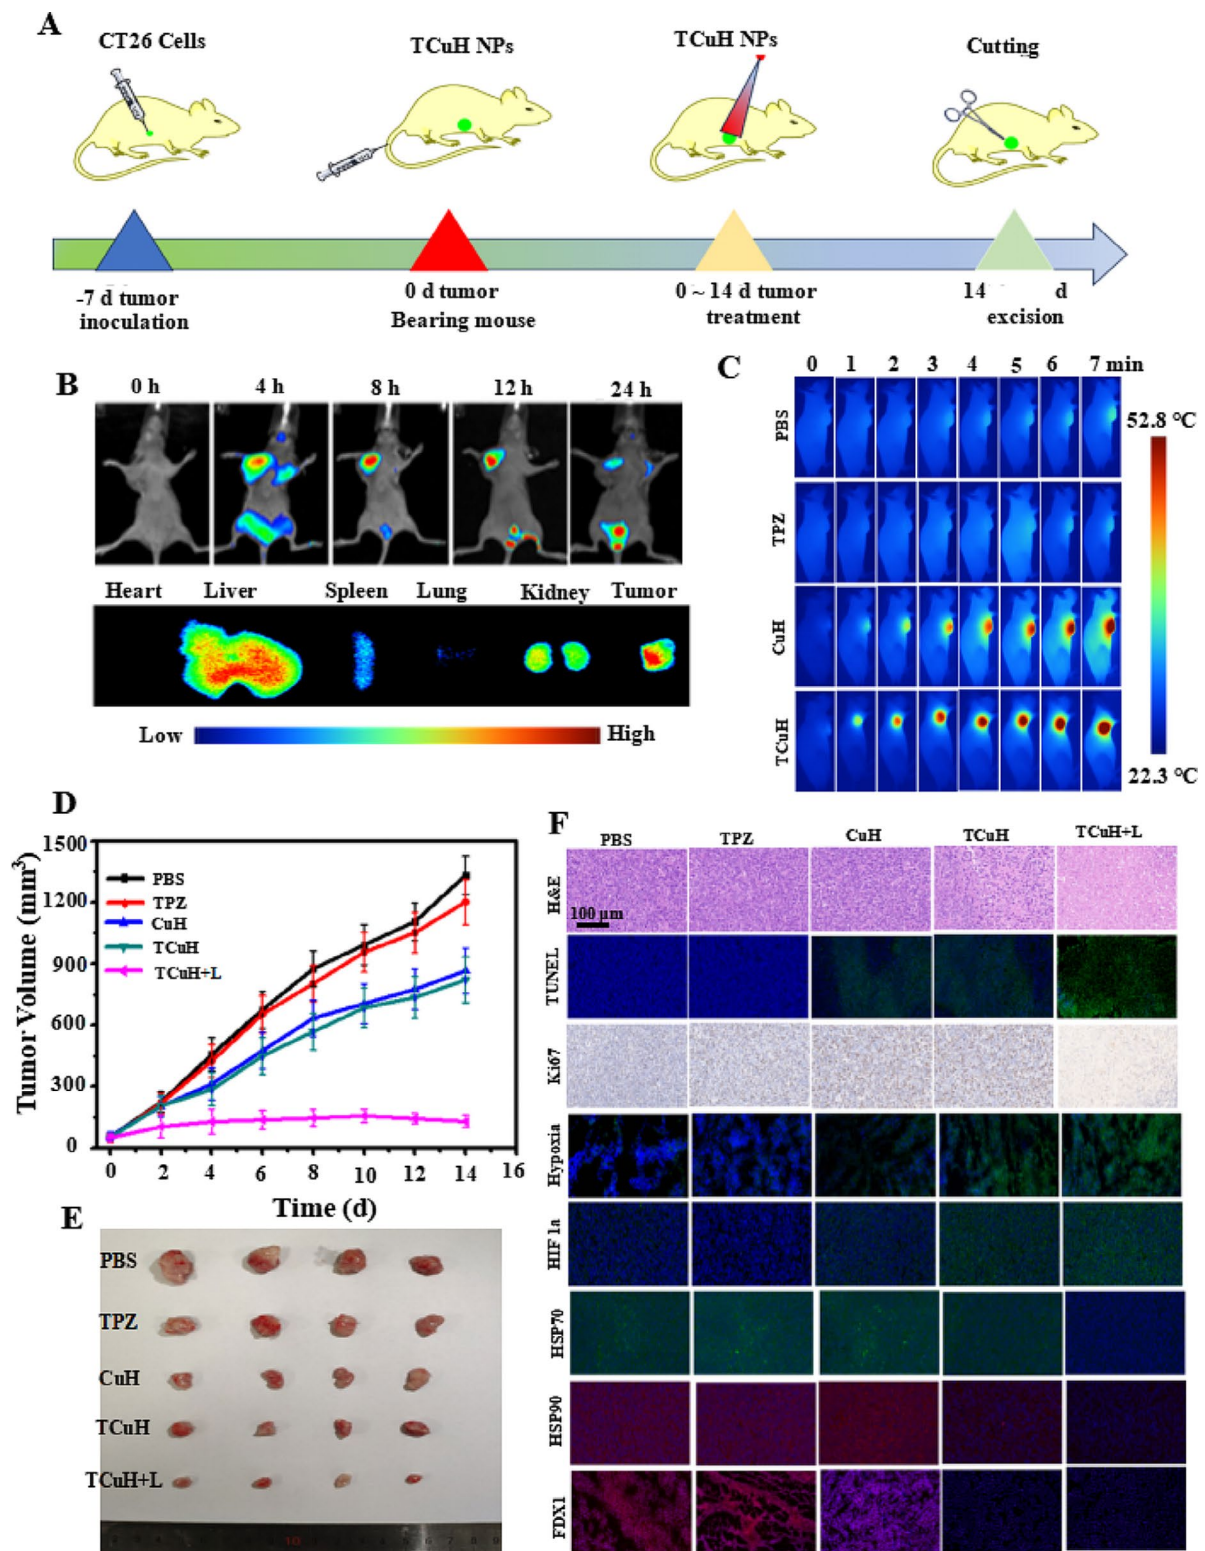 A
CT26 Cells
TCuH NPs
TCuH NPs
Cutting
-7 d tumor
inoculation
0 d tumor
Bearing mouse
0 ~ 14 d tumor
treatment
14 d
excision
B
0 h 4 h 8 h 12 h 24 h
Heart Liver Spleen Lung Kidney Tumor
Low High
C
0 1 2 3 4 5 6 7 min
PBS
TPZ
CuH
TCuH
52.8 °C
22.3 °C
D
Tumor Volume (mm³)
1500
1200
900
600
300
0
PBS
TPZ
CuH
TCuH
TCuH+L
0 2 4 6 8 10 12 14 16
Time (d)
E
PBS
TPZ
CuH
TCuH
TCuH+L
10
F
PBS TPZ CuH TCuH TCuH+L
H&E
100 μm
TUNEL
Ki67
Hypoxia
HIF 1a
HSP70
HSP90
FDX1